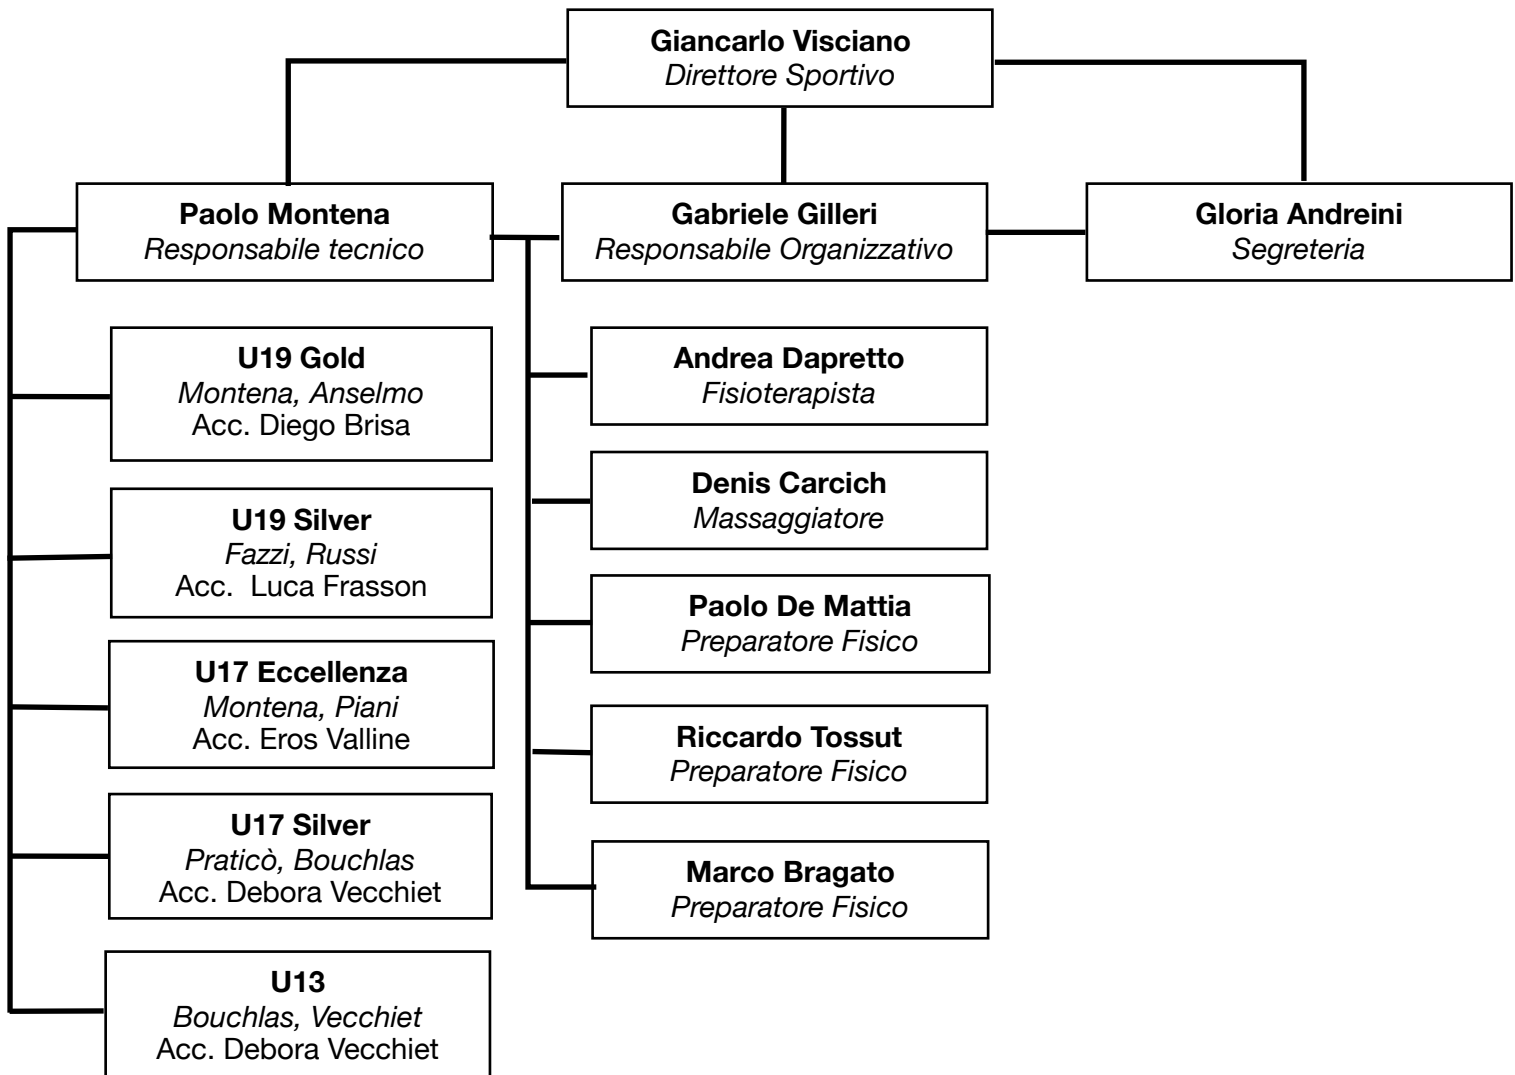 Giancarlo Visciano
Direttore Sportivo
Paolo Montena
Responsabile tecnico
Gabriele Gilleri
Responsabile Organizzativo
Gloria Andreini
Segreteria
U19 Gold
Montena, Anselmo
Acc. Diego Brisa
U19 Silver
Fazzi, Russi
Acc.  Luca Frasson
U17 Eccellenza
Montena, Piani
Acc. Eros Valline
U17 Silver
Praticò, Bouchlas
Acc. Debora Vecchiet
U13
Bouchlas, Vecchiet
Acc. Debora Vecchiet
Andrea Dapretto
Fisioterapista
Denis Carcich
Massaggiatore
Paolo De Mattia
Preparatore Fisico
Riccardo Tossut
Preparatore Fisico
Marco Bragato
Preparatore Fisico